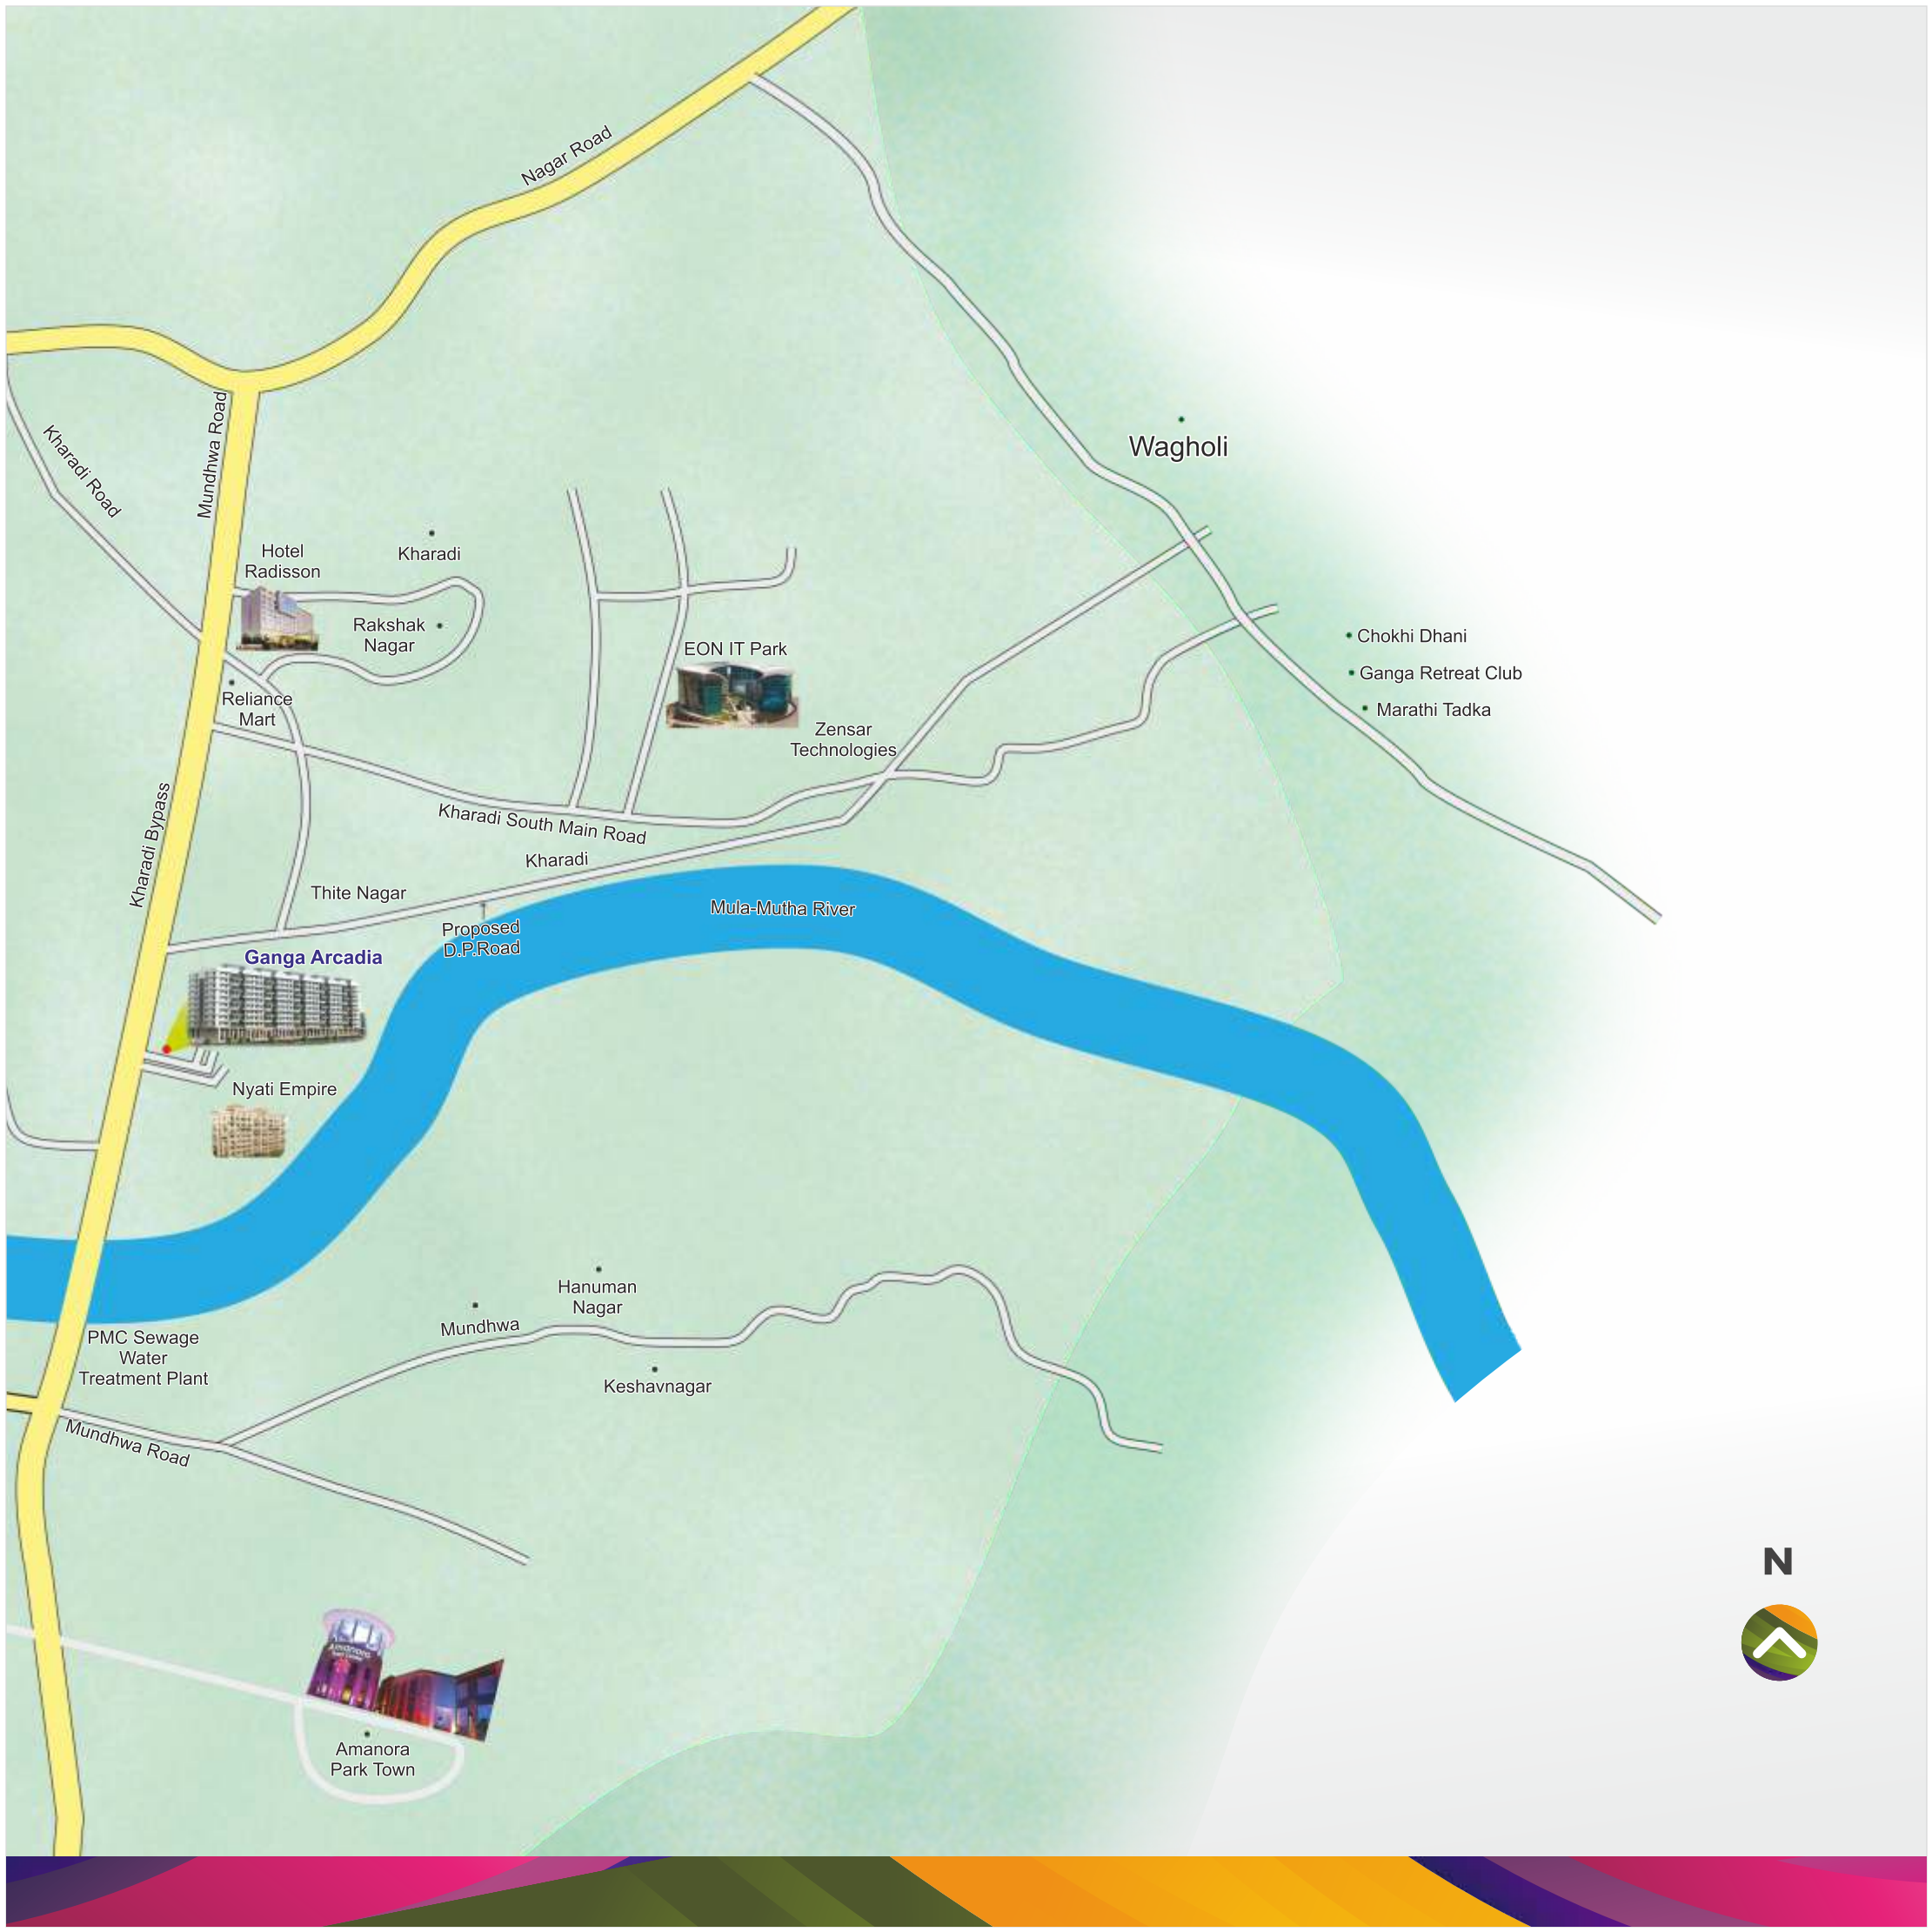 Nagar Road
Mundhwa Road
Kharadi Road
Wagholi
Hotel
Radisson
Kharadi
Rakshak
Nagar
EON IT Park
Chokhi Dhani
Ganga Retreat Club
Marathi Tadka
Reliance
Mart
Zensar
Technologies
Kharadi Bypass
Kharadi South Main Road
Kharadi
Thite Nagar
Mula-Mutha River
Proposed
D.P.Road
Ganga Arcadia
Nyati Empire
Hanuman
Nagar
Mundhwa
PMC Sewage
Water
Treatment Plant
Keshavnagar
Mundhwa Road
N
Amanora
Amanora
Park Town